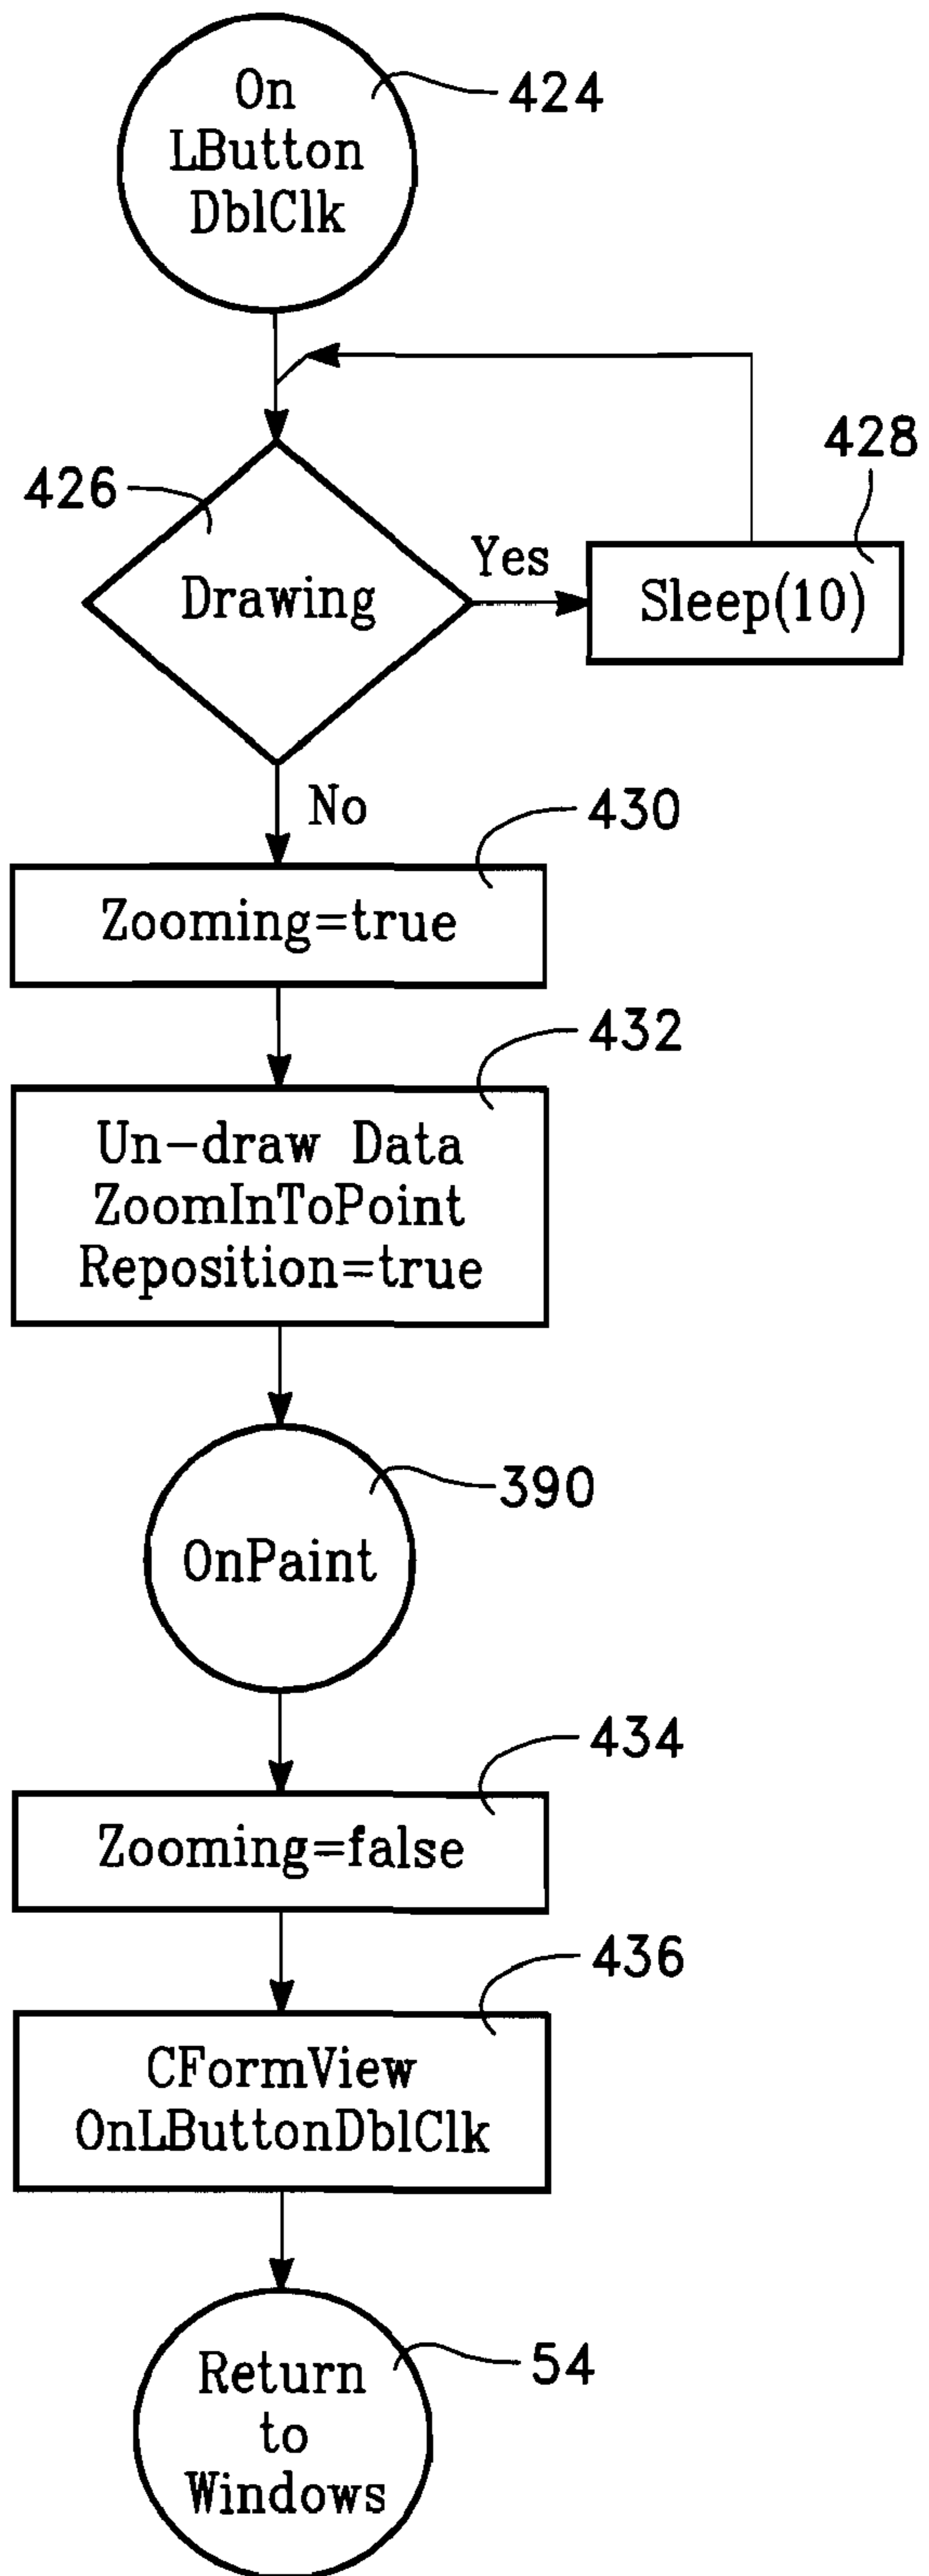 On
LButton
DblClk
424
426
Drawing
Yes
428
Sleep(10)
No
430
Zooming=true
432
Un-draw Data
ZoomInToPoint
Reposition=true
390
OnPaint
434
Zooming=false
436
CFormView
OnLButtonDblClk
54
Return
to
Windows